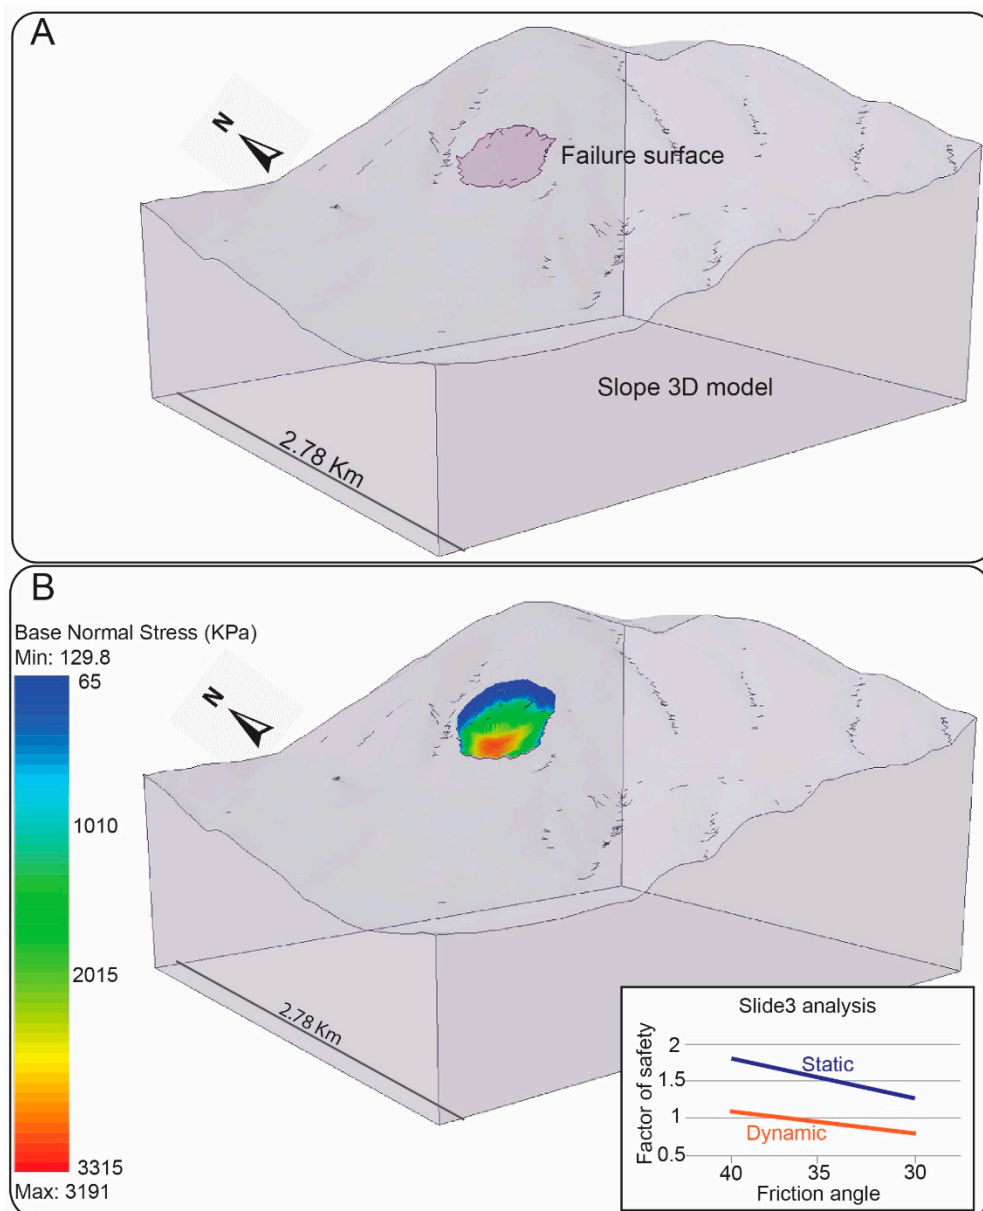 A
N
Failure surface
Slope 3D model
2.78 Km
B
Base Normal Stress (KPa)
Min: 129.8
65
1010
2015
3315
Max: 3191
N
2.78 Km
Slide3 analysis
Factor of safety
2
1.5
1
0.5
Static
Dynamic
40 35 30
Friction angle